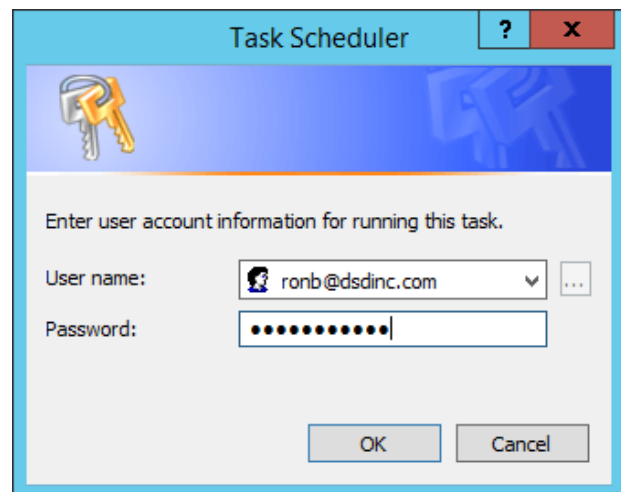 Task Scheduler ? x
Enter user account information for running this task.
User name: ronb@dsdinc.com ...
Password: •••••••••••
OK Cancel